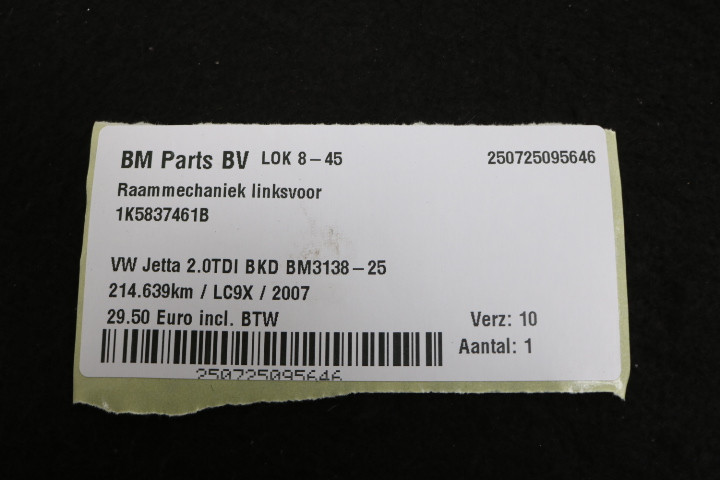 BM Parts BV LOK 8-45 250725095646
Raammechaniek linksvoor
1K5837461B
VW Jetta 2.0TDI BKD BM3138-25
214.639km / LC9X / 2007
29.50 Euro incl. BTW Verz: 10
Aantal: 1
250725095646